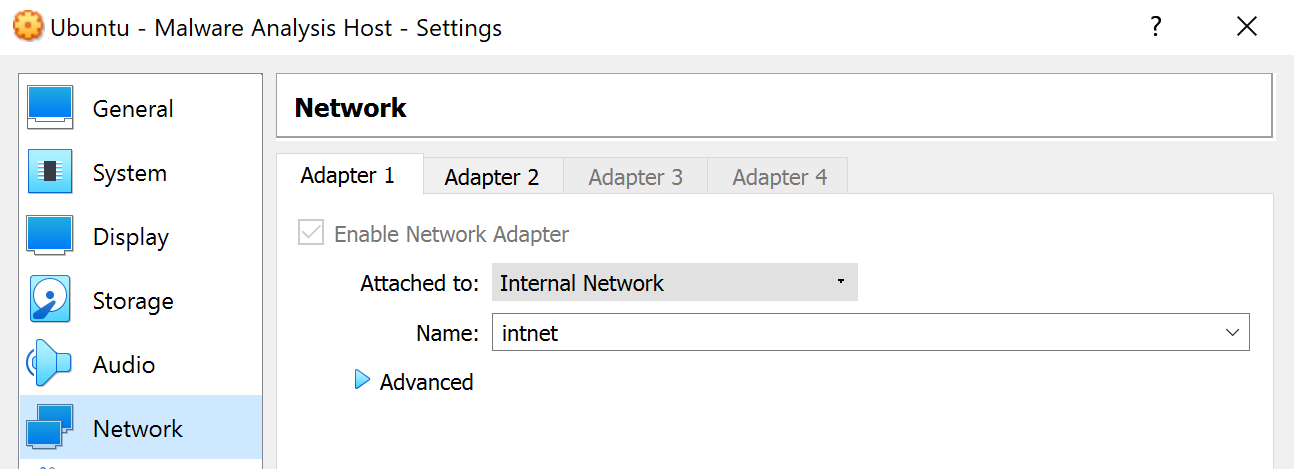 Ubuntu - Malware Analysis Host - Settings
?
General
System
Display
Storage
Audio
Network
Network
Adapter 1 Adapter 2 Adapter 3 Adapter 4
Enable Network Adapter
Attached to: Internal Network
Name: intnet
Advanced